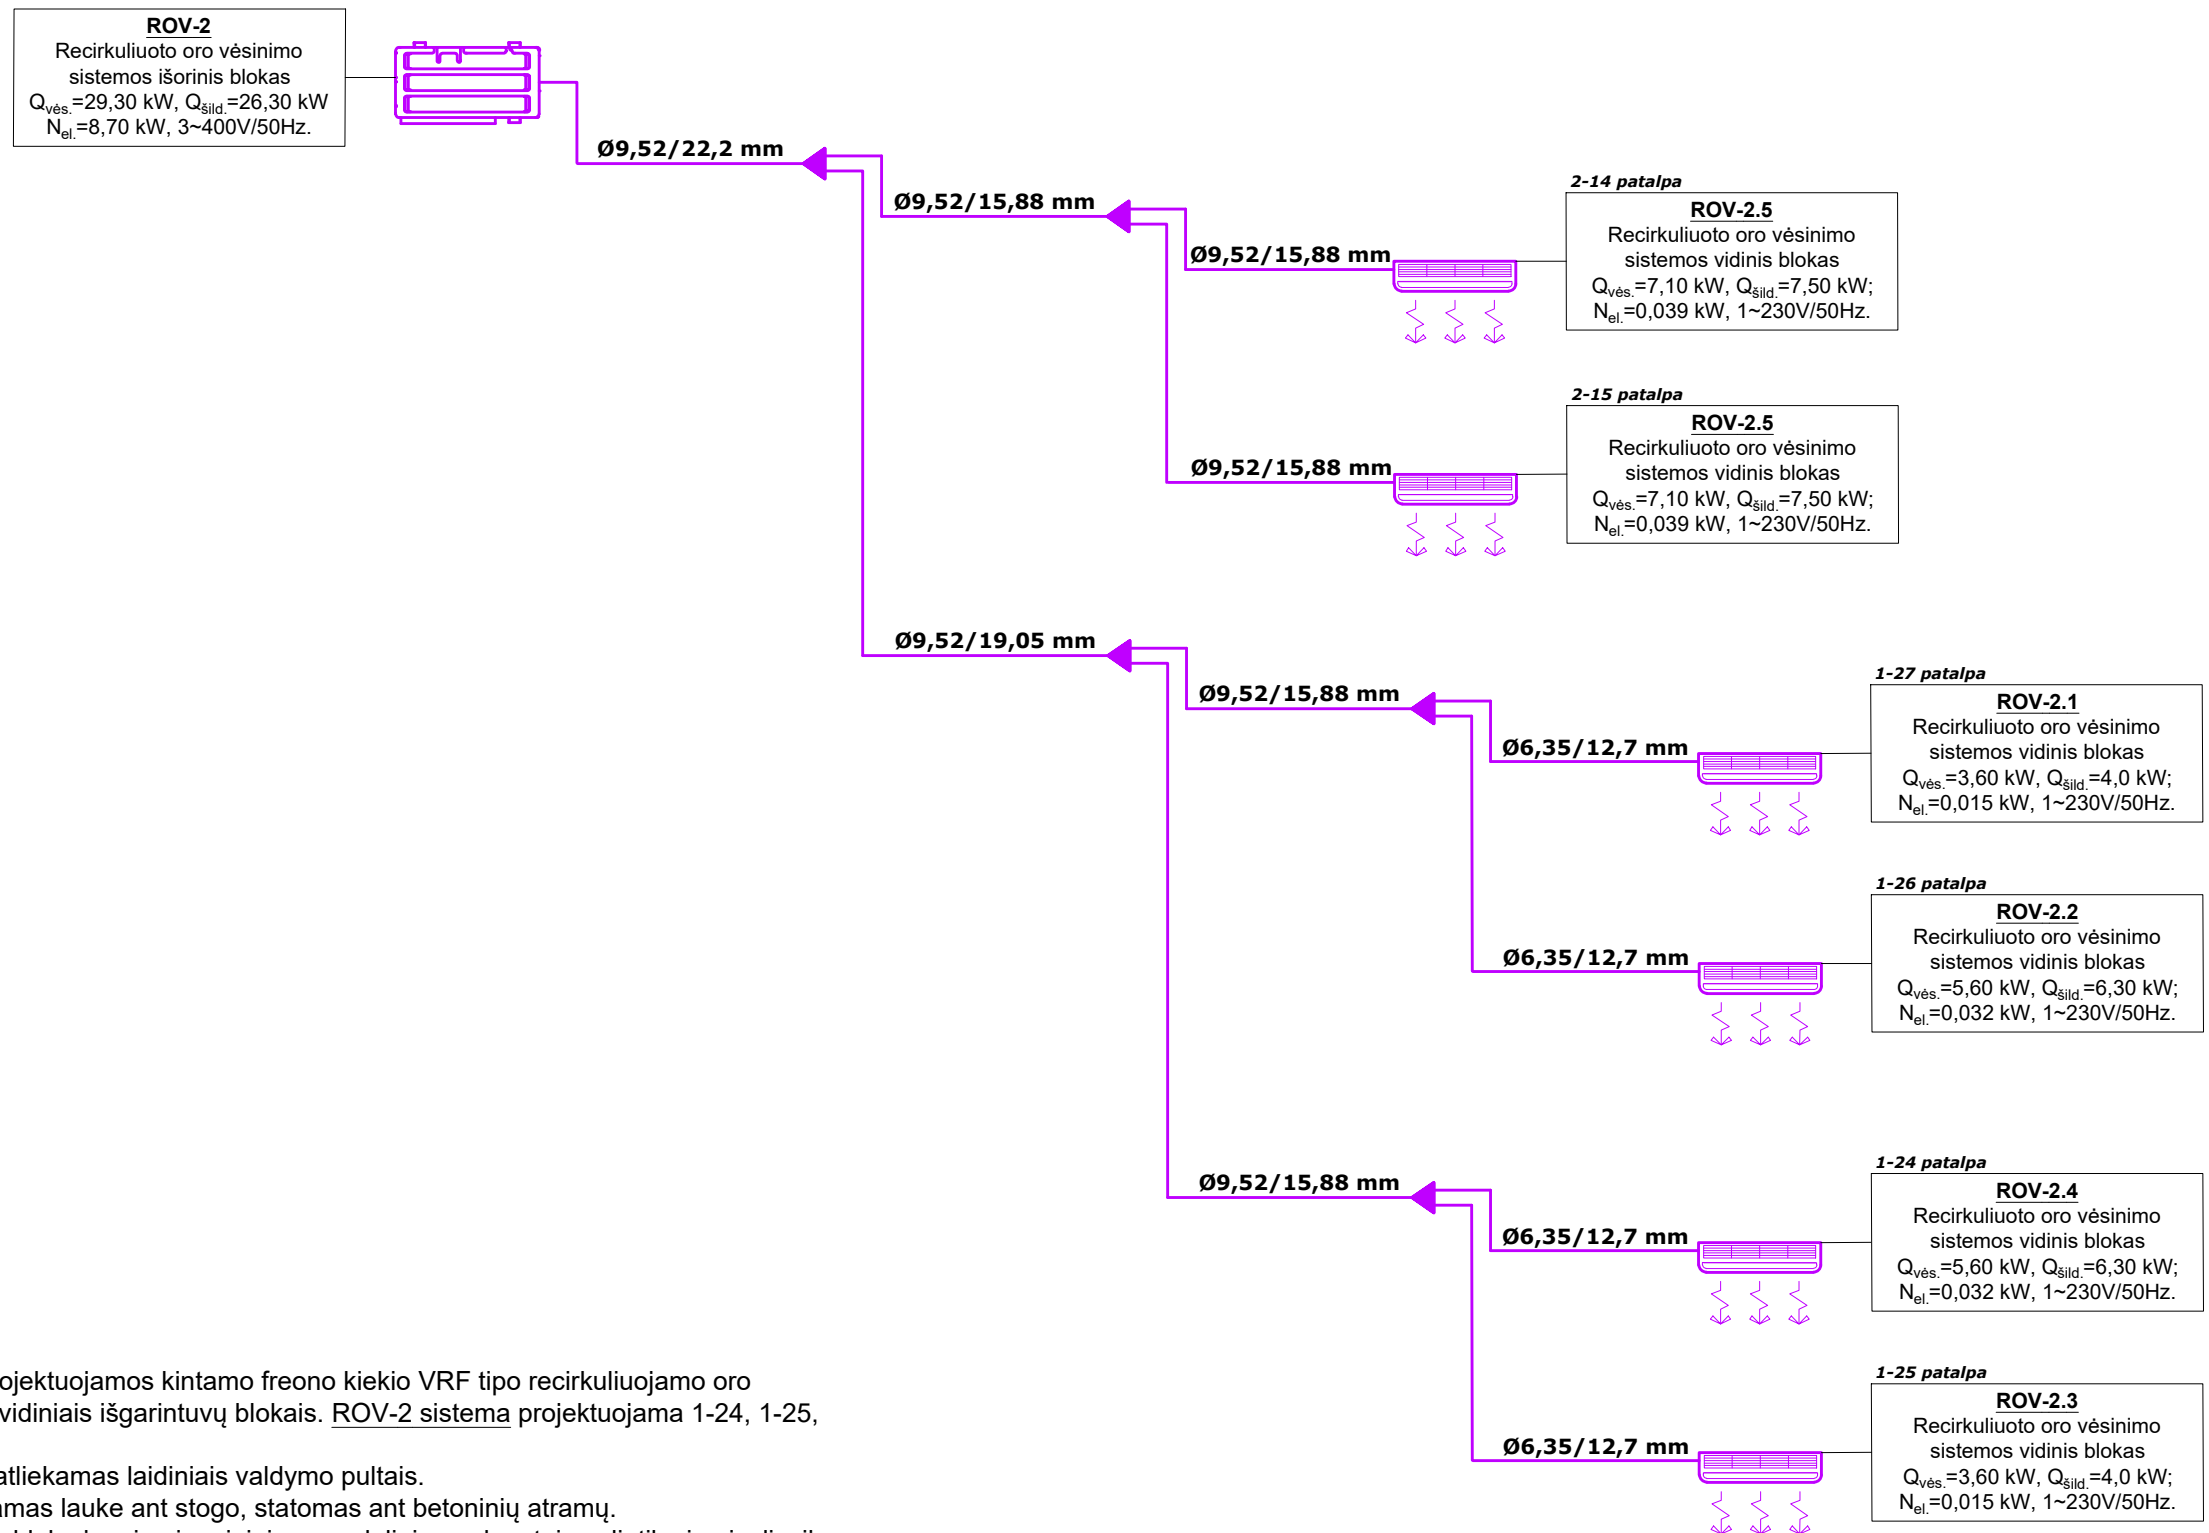 ROV-2
Recirkuliuoto oro vėsinimo
sistemos išorinis blokas
Qvės.=29,30 kW, Qšild.=26,30 kW
Nel.=8,70 kW, 3~400V/50Hz.
Ø9,52/22,2 mm
Ø9,52/15,88 mm
Ø9,52/15,88 mm
2-14 patalpa
ROV-2.5
Recirkuliuoto oro vėsinimo
sistemos vidinis blokas
Qvės.=7,10 kW, Qšild.=7,50 kW;
Nel.=0,039 kW, 1~230V/50Hz.
Ø9,52/15,88 mm
2-15 patalpa
ROV-2.5
Recirkuliuoto oro vėsinimo
sistemos vidinis blokas
Qvės.=7,10 kW, Qšild.=7,50 kW;
Nel.=0,039 kW, 1~230V/50Hz.
Ø9,52/19,05 mm
Ø9,52/15,88 mm
Ø6,35/12,7 mm
1-27 patalpa
ROV-2.1
Recirkuliuoto oro vėsinimo
sistemos vidinis blokas
Qvės.=3,60 kW, Qšild.=4,0 kW;
Nel.=0,015 kW, 1~230V/50Hz.
Ø6,35/12,7 mm
1-26 patalpa
ROV-2.2
Recirkuliuoto oro vėsinimo
sistemos vidinis blokas
Qvės.=5,60 kW, Qšild.=6,30 kW;
Nel.=0,032 kW, 1~230V/50Hz.
Ø9,52/15,88 mm
Ø6,35/12,7 mm
1-24 patalpa
ROV-2.4
Recirkuliuoto oro vėsinimo
sistemos vidinis blokas
Qvės.=5,60 kW, Qšild.=6,30 kW;
Nel.=0,032 kW, 1~230V/50Hz.
Ø6,35/12,7 mm
1-25 patalpa
ROV-2.3
Recirkuliuoto oro vėsinimo
sistemos vidinis blokas
Qvės.=3,60 kW, Qšild.=4,0 kW;
Nel.=0,015 kW, 1~230V/50Hz.
ojektuojamos kintamo freono kiekio VRF tipo recirkuliuojamo oro
vidiniais išgarintuvų blokais. ROV-2 sistema projektuojama 1-24, 1-25,
atliekamas laidiniais valdymo pultais.
amas lauke ant stogo, statomas ant betoninių atramų.